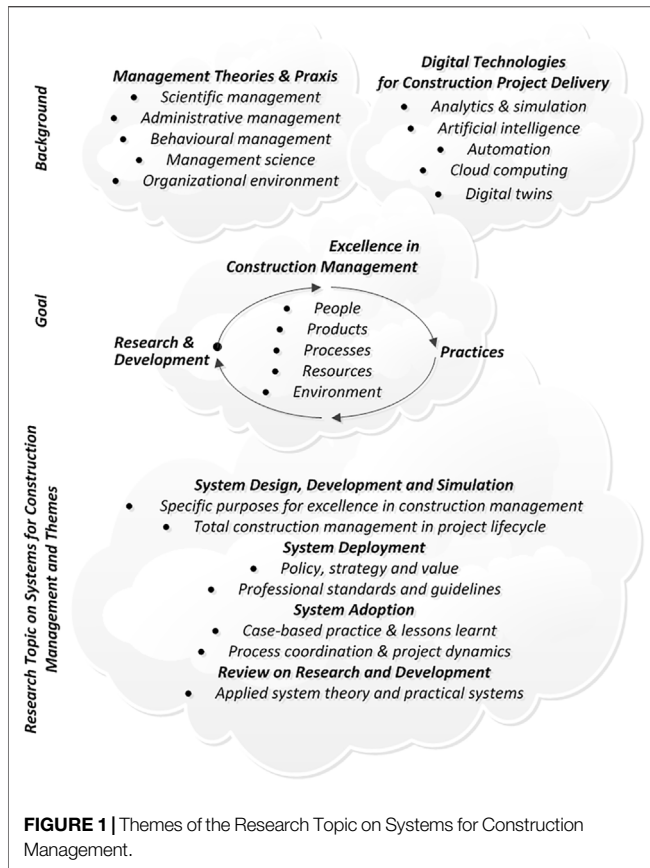 Background
Management Theories & Praxis
• Scientific management
• Administrative management
• Behavioural management
• Management science
• Organizational environment
Digital Technologies
for Construction Project Delivery
• Analytics & simulation
• Artificial intelligence
• Automation
• Cloud computing
• Digital twins
Goal
Excellence in
Construction Management
Research &
Development
• People
• Products
• Processes
• Resources
• Environment
Practices
Research Topic on Systems for Construction
Management and Themes
System Design, Development and Simulation
• Specific purposes for excellence in construction management
• Total construction management in project lifecycle
System Deployment
• Policy, strategy and value
• Professional standards and guidelines
System Adoption
• Case-based practice & lessons learnt
• Process coordination & project dynamics
Review on Research and Development
• Applied system theory and practical systems
FIGURE 1 | Themes of the Research Topic on Systems for Construction
Management.